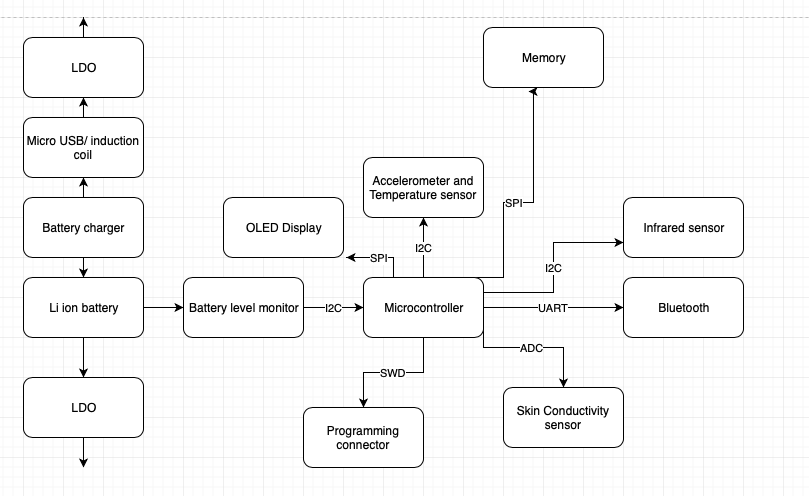 LDO
Memory
Micro USB/ induction
coil
Accelerometer and
Temperature sensor
SPI
Battery charger
OLED Display
Infrared sensor
I2C
SPI
I2C
Li ion battery
Battery level monitor
I2C
Microcontroller
UART
Bluetooth
ADC
SWD
LDO
Skin Conductivity
sensor
Programming
connector